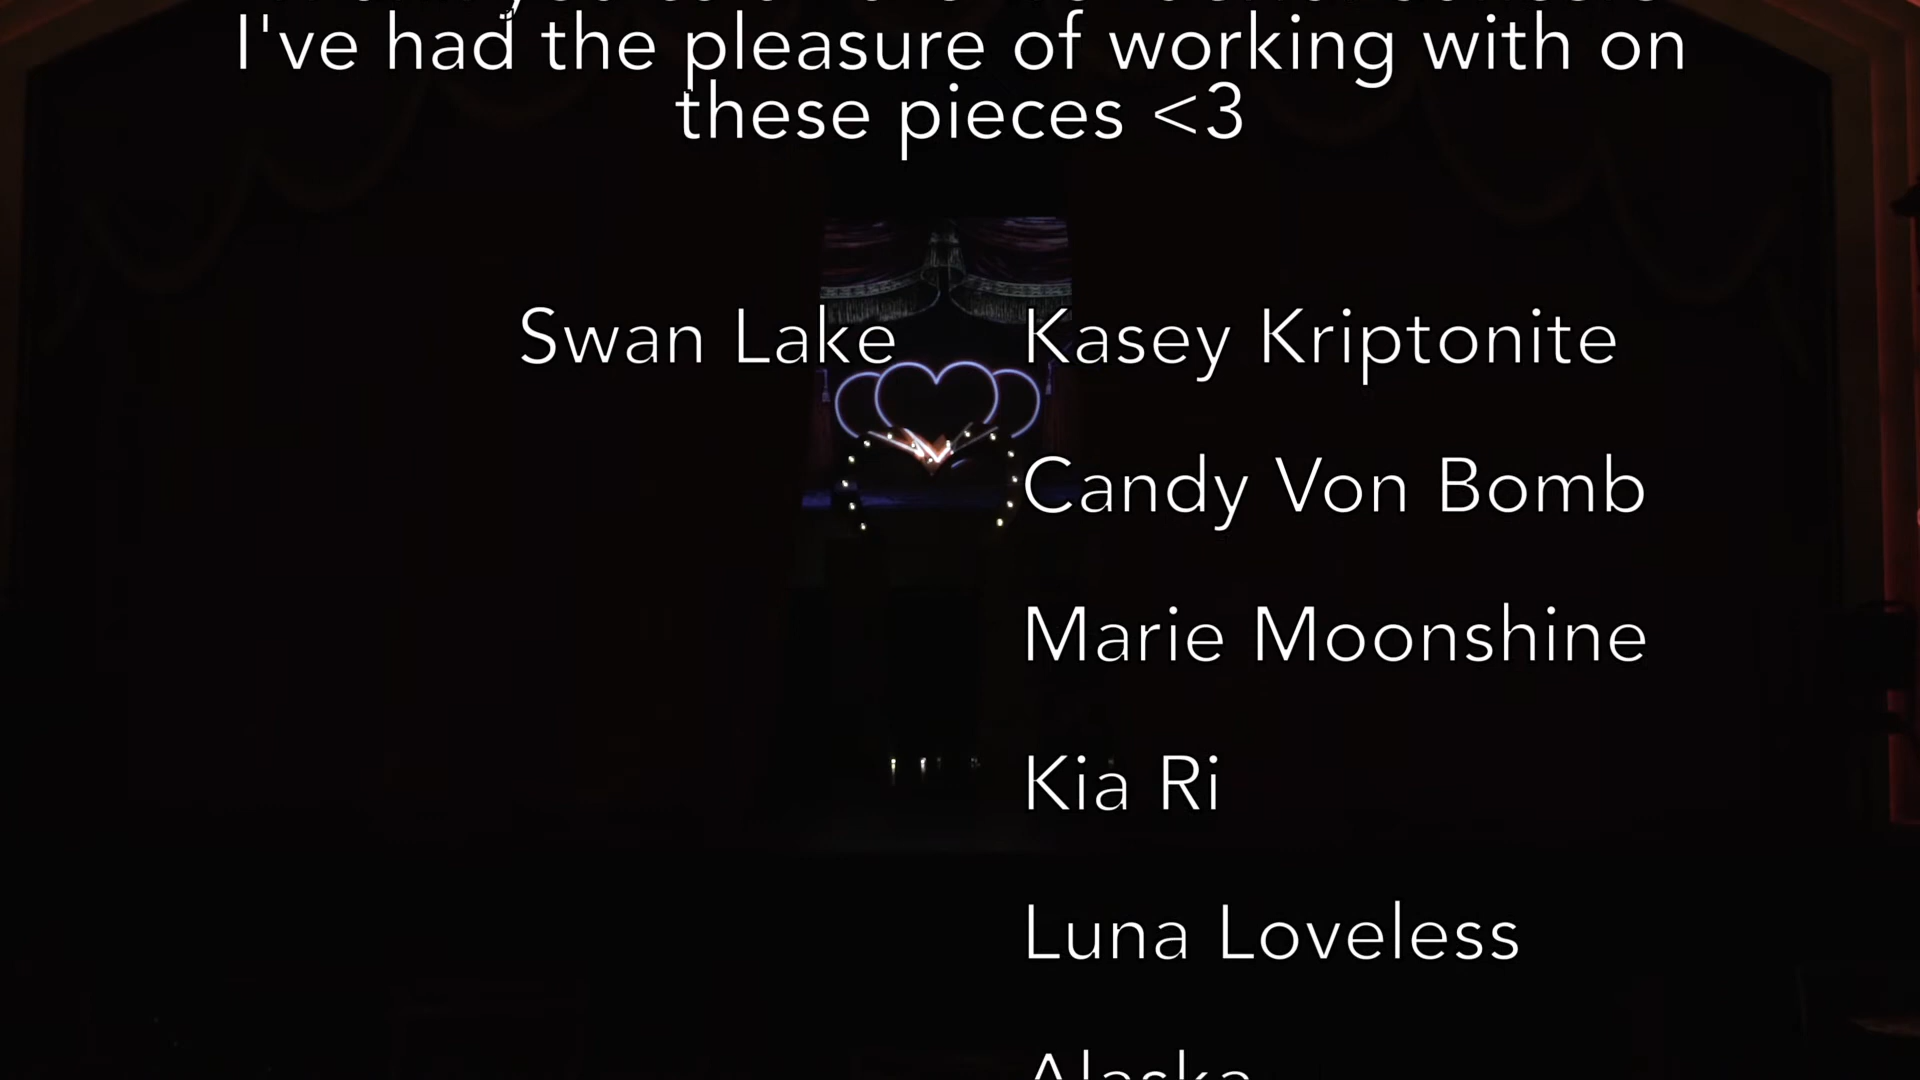 I've had the pleasure of working with on
these pieces <3
Swan Lake Kasey Kriptonite
Candy Von Bomb
Marie Moonshine
Kia Ri
Luna Loveless
Alaska